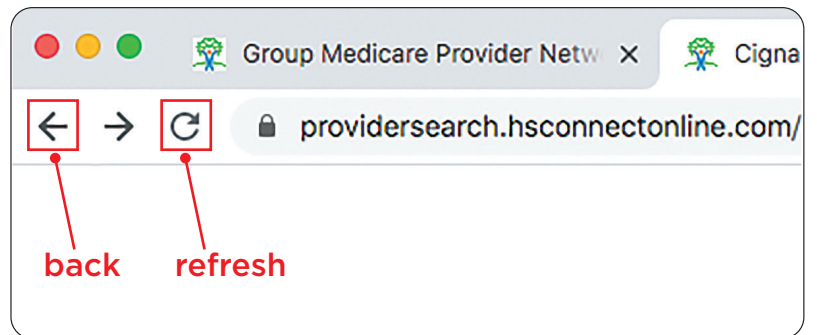 Group Medicare Provider Netw
Cigna
providersearch.hsconnectonline.com/
back
refresh